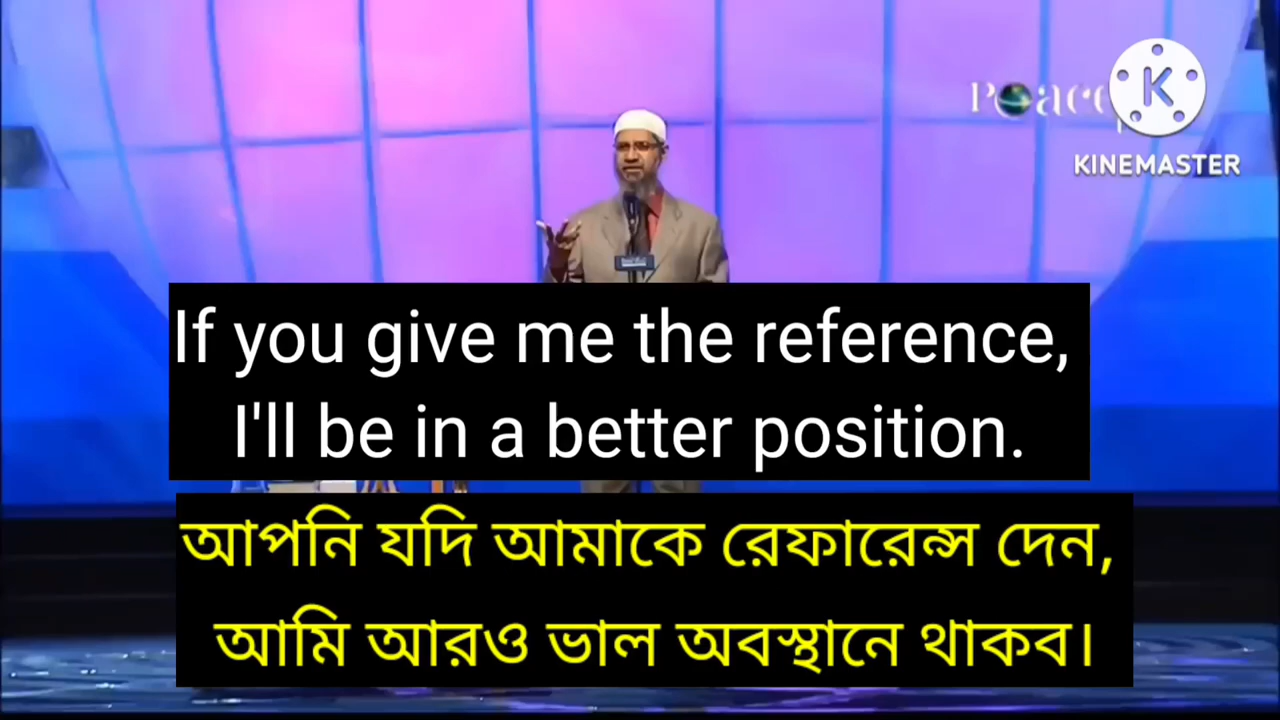 Peace
K
KINEMASTER
If you give me the reference,
I'll be in a better position.
আপনি যদি আমাকে রেফারেন্স দেন,
আমি আরও ভাল অবস্থানে থাকব।